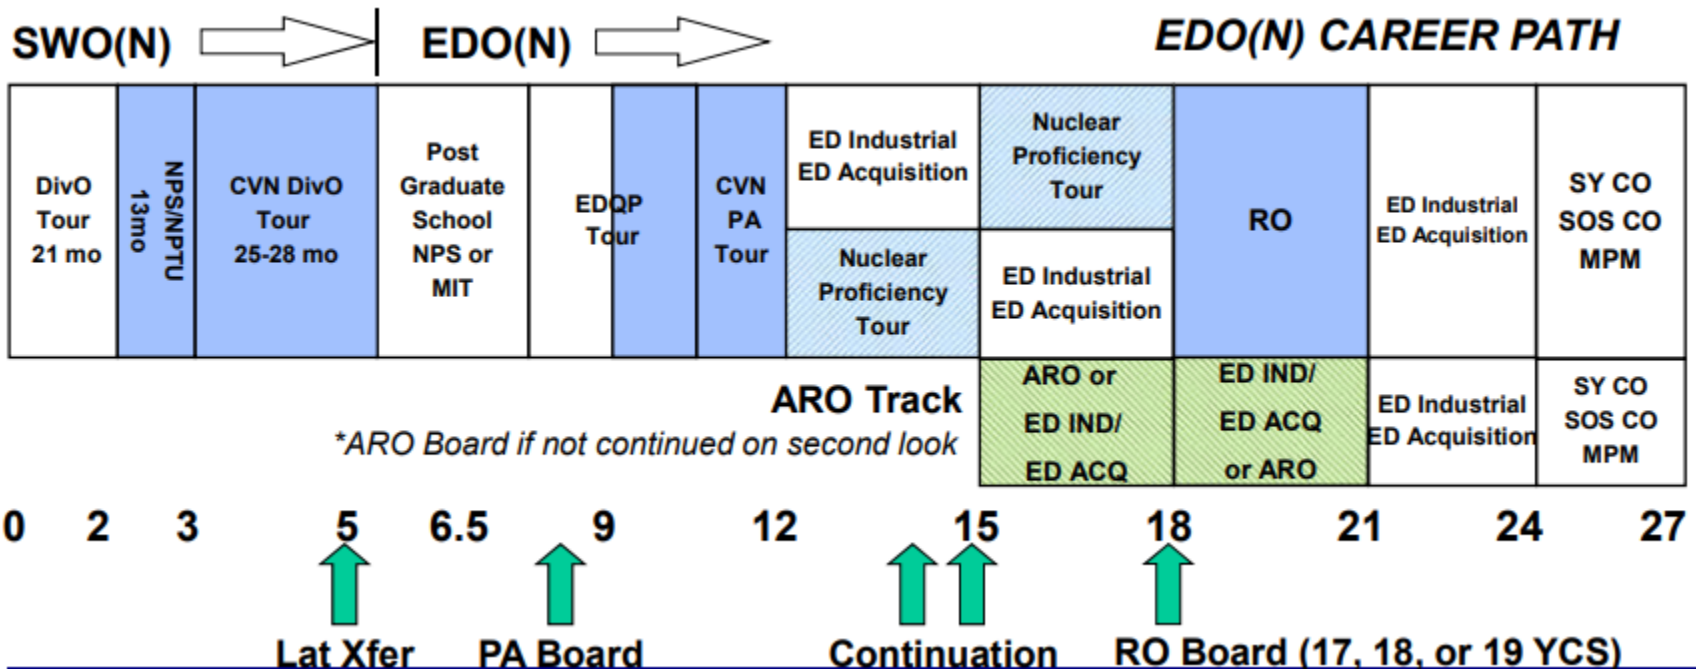 SWO(N)
EDO(N)
EDO(N) CAREER PATH
DivO
Tour
21 mo
NPS/NPTU
13mo
CVN DivO
Tour
25-28 mo
Post
Graduate
School
NPS or
MIT
EDQP
Tour
CVN
PA
Tour
ED Industrial
ED Acquisition
Nuclear
Proficiency
Tour
Nuclear
Proficiency
Tour
ED Industrial
ED Acquisition
RO
ED Industrial
ED Acquisition
SY CO
SOS CO
MPM
ARO Track
*ARO Board if not continued on second look
ARO or
ED IND/
ED ACQ
ED IND/
ED ACQ
or ARO
ED Industrial
ED Acquisition
SY CO
SOS CO
MPM
0 2 3 5 6.5 9 12 15 18 21 24 27
Lat Xfer PA Board Continuation RO Board (17, 18, or 19 YCS)